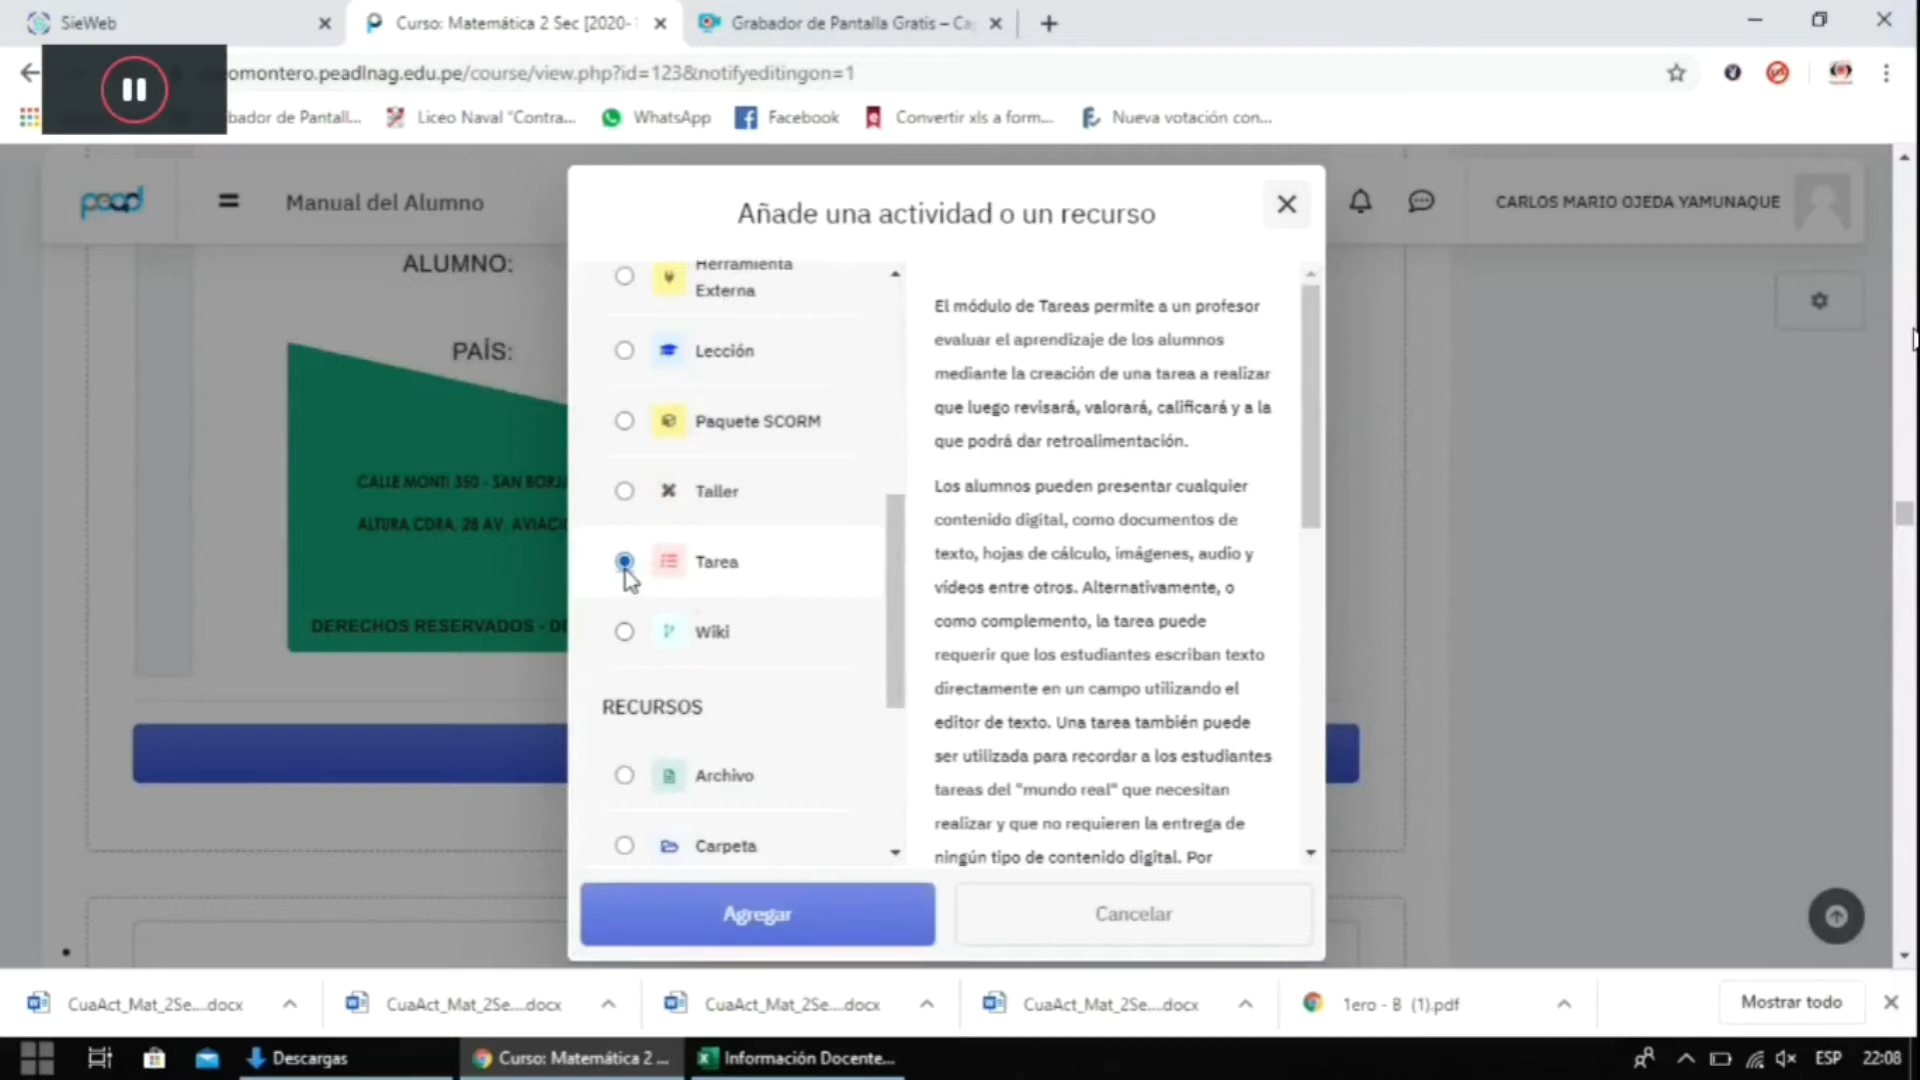 SieWeb
Curso: Matemática 2 Sec [2020-1
Grabador de Pantalla Gratis – Ca
omontero.peadlnag.edu.pe/course/view.php?id=123&notifyeditingon=1
bador de Pantall...
Liceo Naval "Contra...
WhatsApp
Facebook
Convertir xls a form...
Nueva votación con...
pead
Manual del Alumno
CARLOS MARIO OJEDA YAMUNAQUE
ALUMNO:
PAÍS:
CALLE MONTI 350 - SAN BORJ
ALTURA CDRA. 28 AV. AVIACI
DERECHOS RESERVADOS - D
Añade una actividad o un recurso
Herramienta
Externa
Lección
Paquete SCORM
Taller
Tarea
Wiki
RECURSOS
Archivo
Carpeta
El módulo de Tareas permite a un profesor
evaluar el aprendizaje de los alumnos
mediante la creación de una tarea a realizar
que luego revisará, valorará, calificará y a la
que podrá dar retroalimentación.
Los alumnos pueden presentar cualquier
contenido digital, como documentos de
texto, hojas de cálculo, imágenes, audio y
vídeos entre otros. Alternativamente, o
como complemento, la tarea puede
requerir que los estudiantes escriban texto
directamente en un campo utilizando el
editor de texto. Una tarea también puede
ser utilizada para recordar a los estudiantes
tareas del "mundo real" que necesitan
realizar y que no requieren la entrega de
ningún tipo de contenido digital. Por
Agregar
Cancelar
CuaAct_Mat_2Se....docx
CuaAct_Mat_2Se....docx
CuaAct_Mat_2Se....docx
CuaAct_Mat_2Se....docx
1ero - B (1).pdf
Mostrar todo
Descargas
Curso: Matemática 2 ...
Información Docente...
ESP
22:08